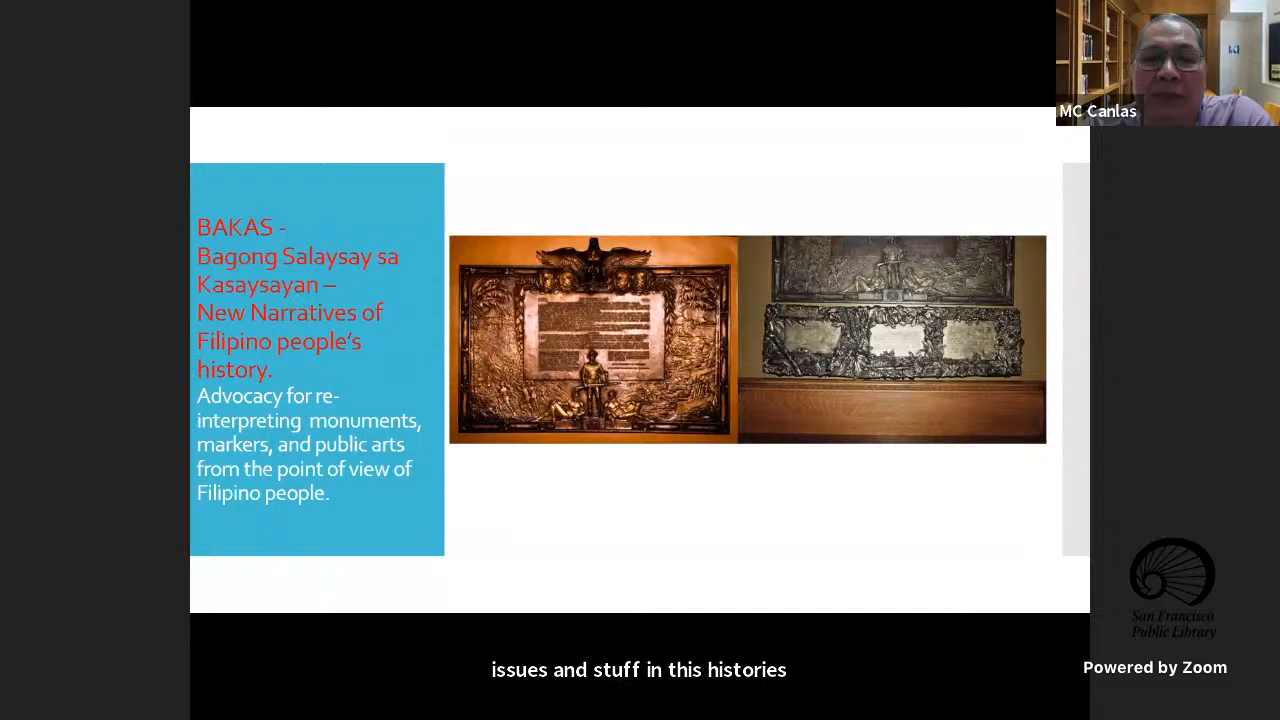 MC Canlas
BAKAS -
Bagong Salaysay sa
Kasaysayan –
New Narratives of
Filipino people's
history.
Advocacy for re-
interpreting monuments,
markers, and public arts
from the point of view of
Filipino people.
San Francisco
Public Library
issues and stuff in this histories
Powered by Zoom